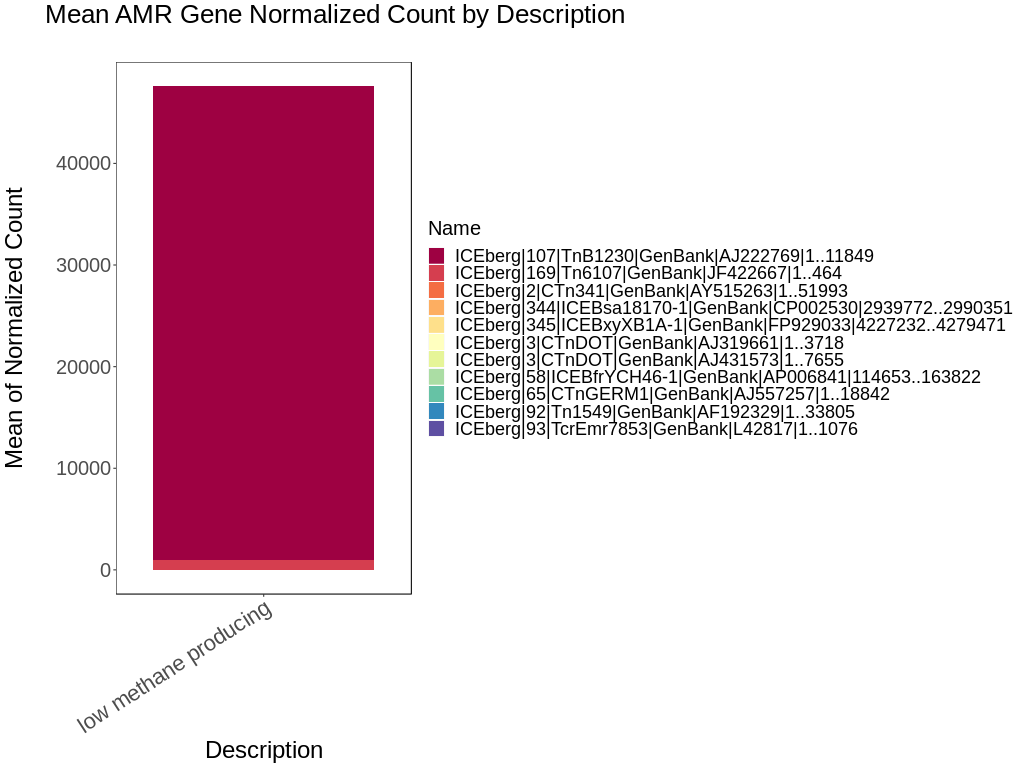 Mean AMR Gene Normalized Count by Description
Mean of Normalized Count
40000
30000
20000
10000
0
low methane producing
Description
Name
ICEberg|107|TnB1230|GenBank|AJ222769|1..11849
ICEberg|169|Tn6107|GenBank|JF422667|1..464
ICEberg|2|CTn341|GenBank|AY515263|1..51993
ICEberg|344|ICEBsa18170-1|GenBank|CP002530|2939772..2990351
ICEberg|345|ICEBxyXB1A-1|GenBank|FP929033|4227232..4279471
ICEberg|3|CTnDOT|GenBank|AJ319661|1..3718
ICEberg|3|CTnDOT|GenBank|AJ431573|1..7655
ICEberg|58|ICEBfrYCH46-1|GenBank|AP006841|114653..163822
ICEberg|65|CTnGERM1|GenBank|AJ557257|1..18842
ICEberg|92|Tn1549|GenBank|AF192329|1..33805
ICEberg|93|TcrEmr7853|GenBank|L42817|1..1076